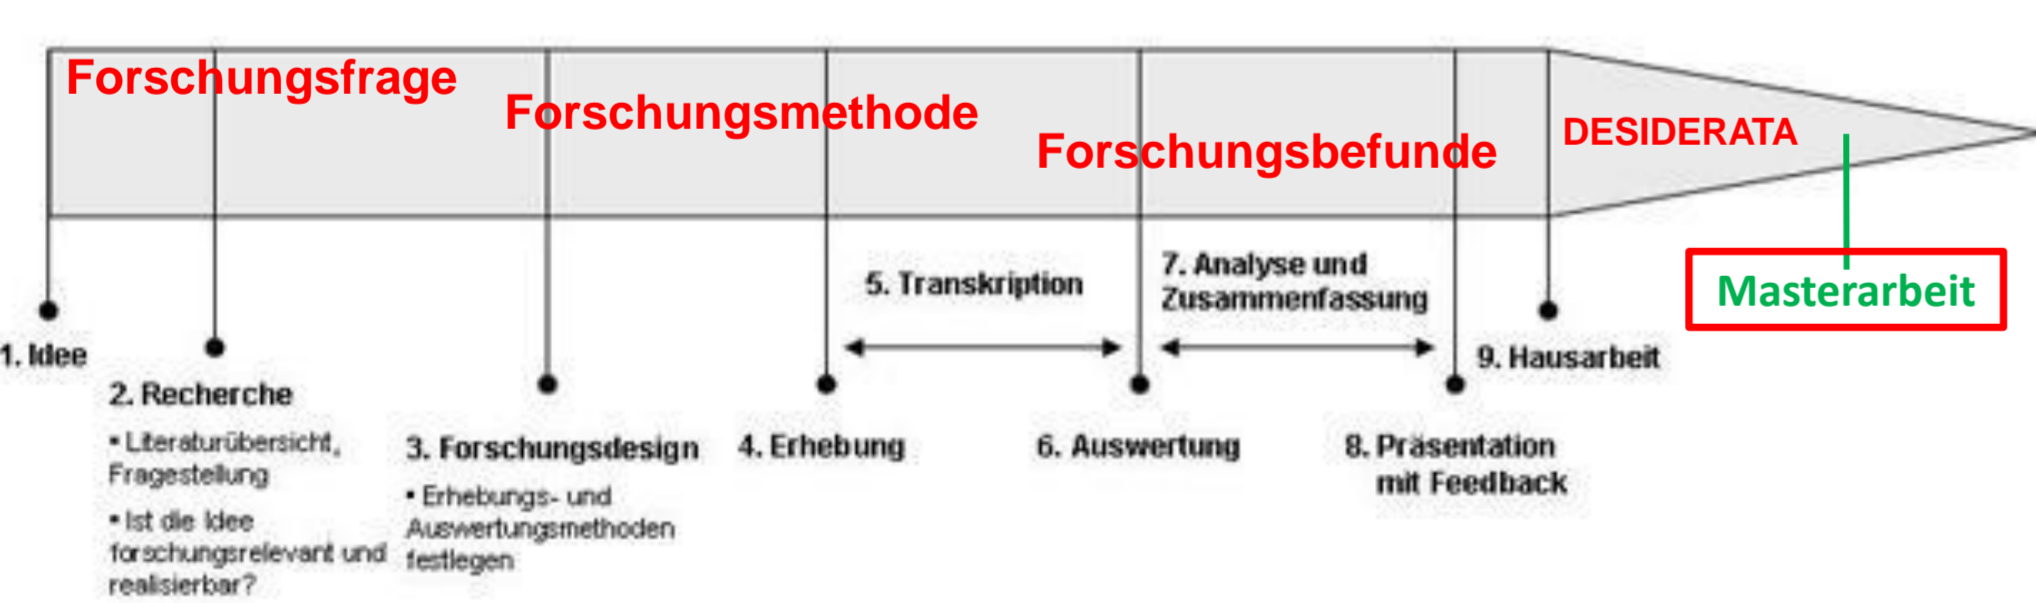 Forschungsfrage
Forschungsmethode
Forschungsbefunde
DESIDERATA
Masterarbeit
1. Idee
2. Recherche
▪ Literaturübersicht,
Fragestellung
▪ Ist die Idee
forschungsrelevant und
realisierbar?
3. Forschungsdesign
▪ Erhebungs- und
Auswertungsmethoden
festlegen
4. Erhebung
5. Transkription
6. Auswertung
7. Analyse und
Zusammenfassung
8. Präsentation
mit Feedback
9. Hausarbeit